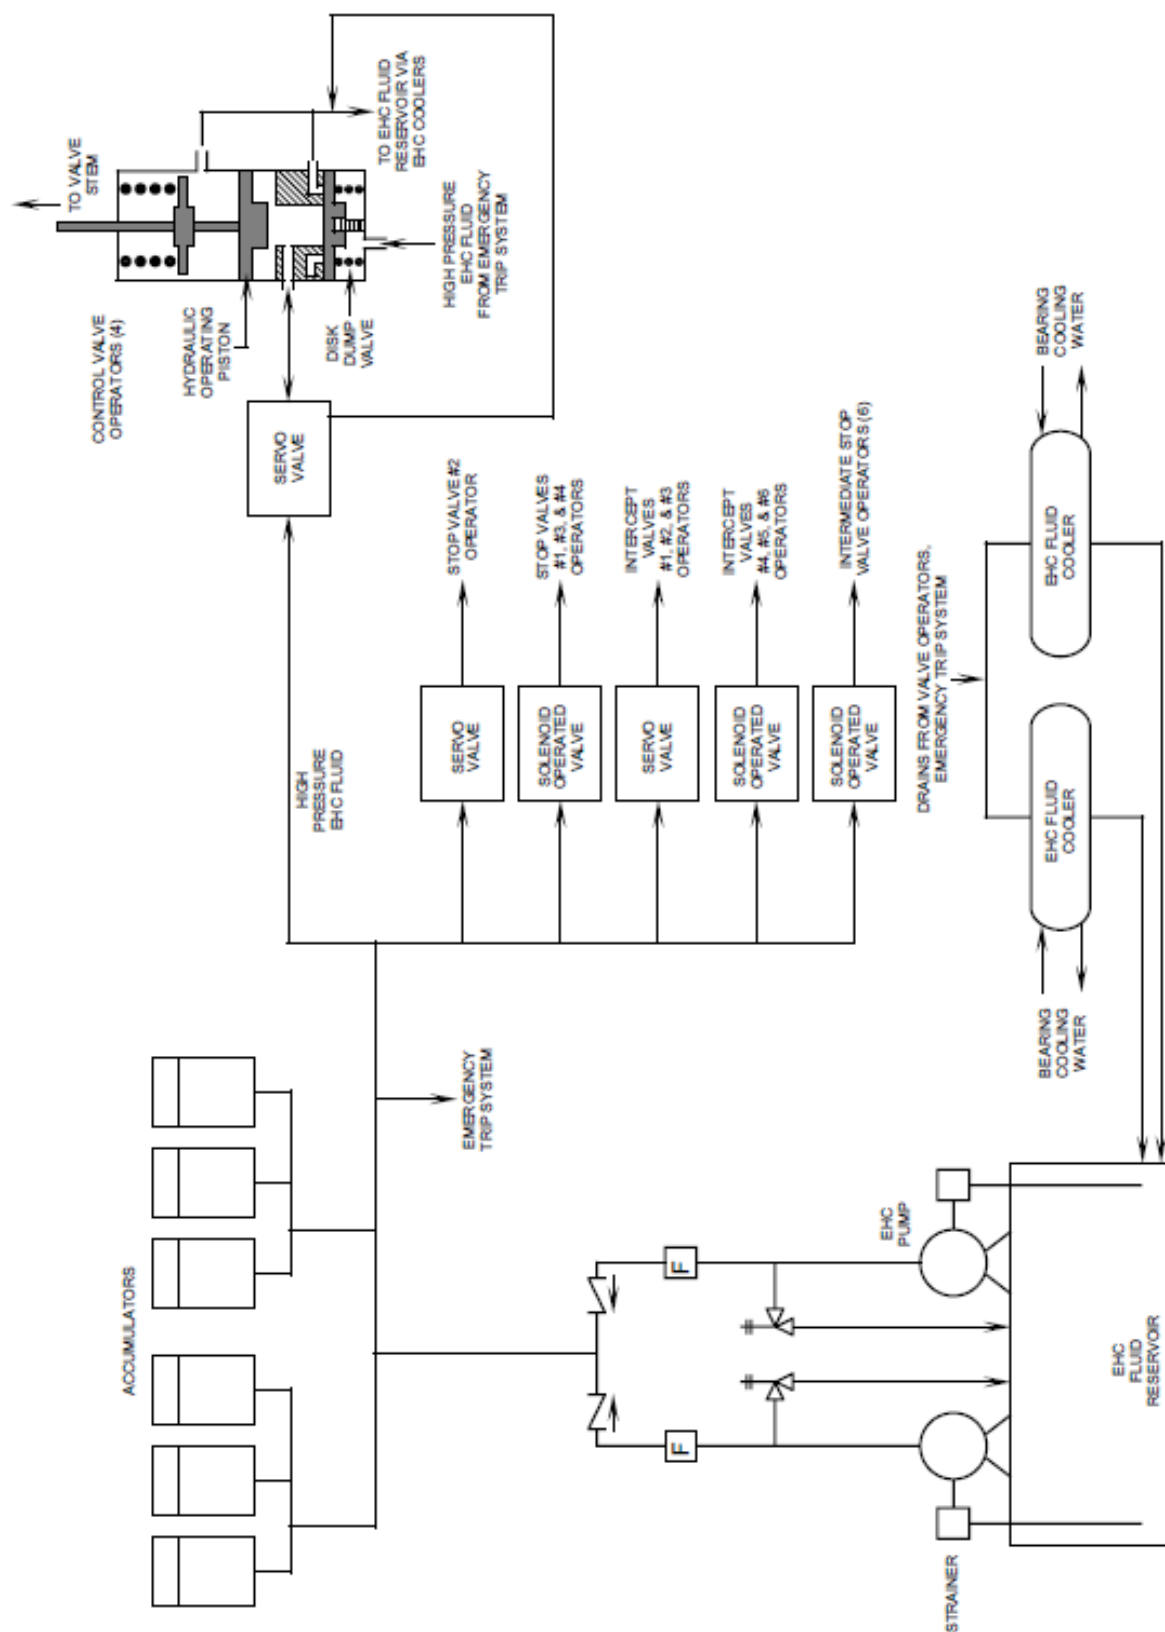 TO VALVE
STEM
CONTROL VALVE
OPERATORS (4)
HYDRAULIC
OPERATING
PISTON
DISK
DUMP
VALVE
HIGH PRESSURE
EHC FLUID
FROM EMERGENCY
TRIP SYSTEM
TO EHC FLUID
RESERVOIR VIA
EHC COOLERS
SERVO
VALVE
HIGH
PRESSURE
EHC FLUID
STOP VALVE #2
OPERATOR
STOP VALVES
#1, #3, & #4
OPERATORS
INTERCEPT
VALVES
#1, #2, & #3
OPERATORS
INTERCEPT
VALVES
#4, #5, & #6
OPERATORS
INTERMEDIATE STOP
VALVE OPERATORS (6)
SERVO
VALVE
SOLENOID
OPERATED
VALVE
SERVO
VALVE
SOLENOID
OPERATED
VALVE
SOLENOID
OPERATED
VALVE
ACCUMULATORS
EMERGENCY
TRIP SYSTEM
DRAINS FROM VALVE OPERATORS,
EMERGENCY TRIP SYSTEM
BEARING
COOLING
WATER
EHC FLUID
COOLER
EHC FLUID
COOLER
BEARING
COOLING
WATER
F
F
EHC
PUMP
STRAINER
EHC
FLUID
RESERVOIR